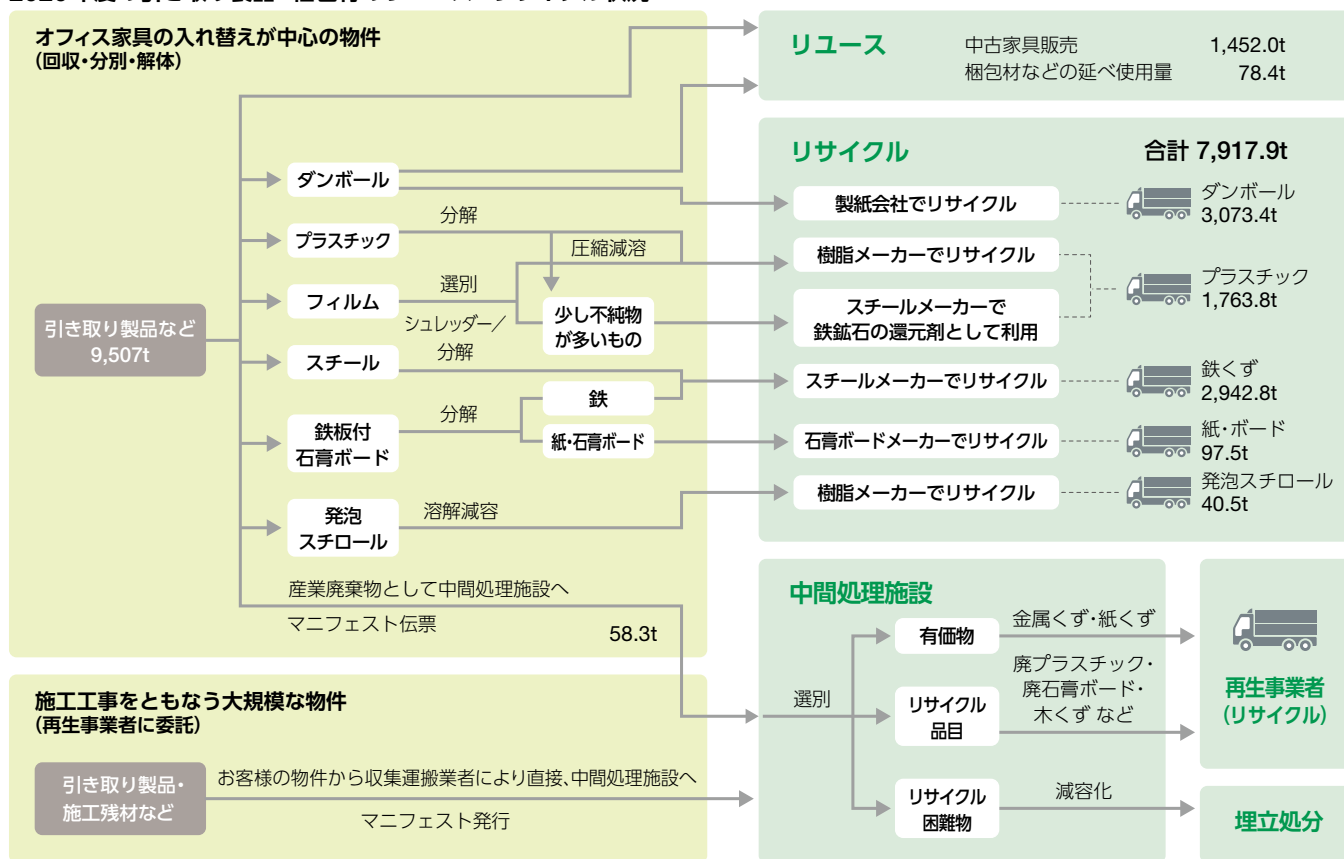 オフィス家具の入れ替えが中心の物件
(回収・分別・解体)
引き取り製品など
9,507t
ダンボール
プラスチック
分解
フィルム
選別
圧縮減容
シュレッダー／
分解
少し不純物
が多いもの
スチール
鉄板付
石膏ボード
分解
鉄
紙・石膏ボード
発泡
スチロール
溶解減容
産業廃棄物として中間処理施設へ
マニフェスト伝票
58.3t
リユース
中古家具販売 1,452.0t
梱包材などの延べ使用量 78.4t
リサイクル
合計 7,917.9t
製紙会社でリサイクル
ダンボール
3,073.4t
樹脂メーカーでリサイクル
スチールメーカーで
鉄鉱石の還元剤として利用
プラスチック
1,763.8t
スチールメーカーでリサイクル
鉄くず
2,942.8t
石膏ボードメーカーでリサイクル
紙・ボード
97.5t
樹脂メーカーでリサイクル
発泡スチロール
40.5t
施工工事をともなう大規模な物件
(再生事業者に委託)
引き取り製品・
施工残材など
お客様の物件から収集運搬業者により直接、中間処理施設へ
マニフェスト発行
中間処理施設
選別
有価物
金属くず・紙くず
リサイクル
品目
廃プラスチック・
廃石膏ボード・
木くず など
リサイクル
困難物
減容化
再生事業者
(リサイクル)
埋立処分